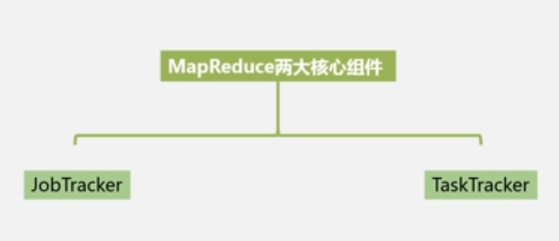 MapReduce两大核心组件
JobTracker
TaskTracker